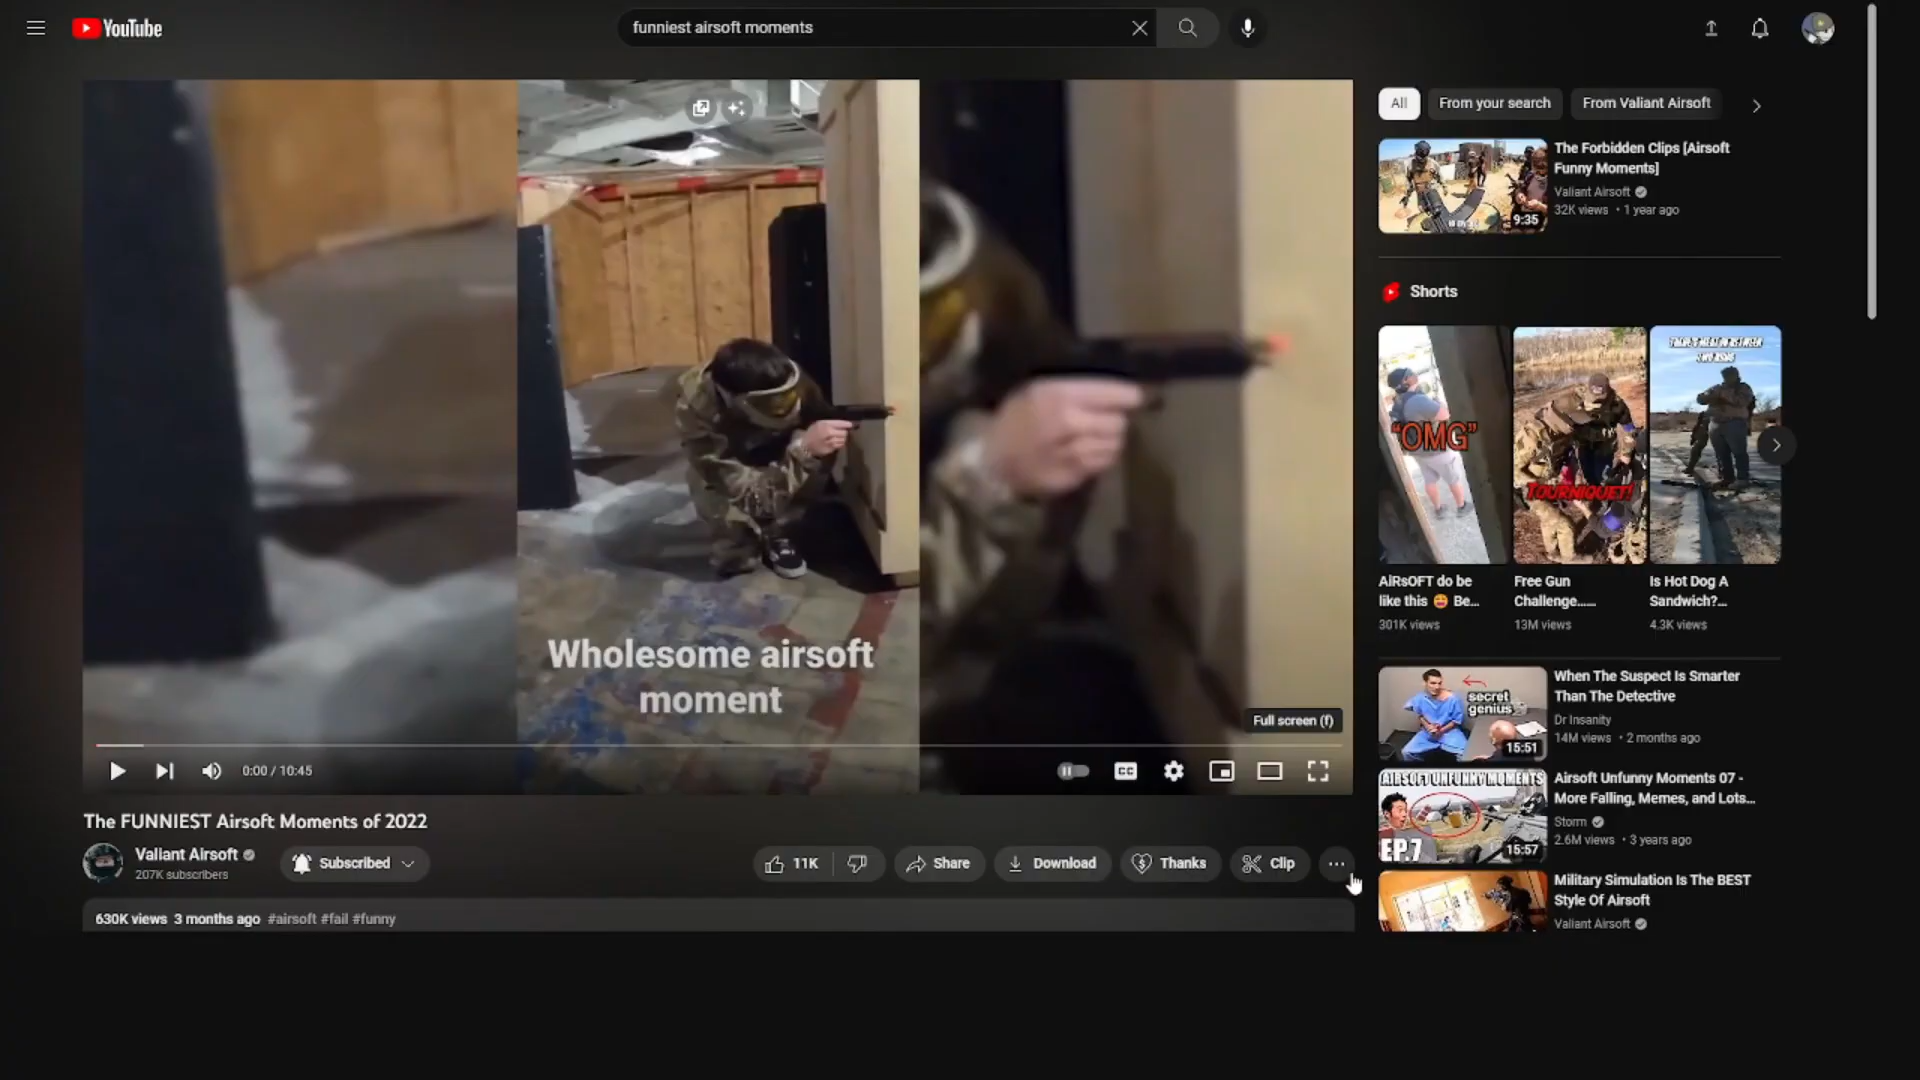 YouTube
funniest airsoft moments
Wholesome airsoft
moment
Full screen (f)
0:00 / 10:45
CC
The FUNNIEST Airsoft Moments of 2022
Valiant Airsoft
207K subscribers
Subscribed
11K
Share
Download
Thanks
Clip
630K views 3 months ago #airsoft #fail #funny
All
From your search
From Valiant Airsoft
9:35
The Forbidden Clips [Airsoft
Funny Moments]
Valiant Airsoft
32K views • 1 year ago
Shorts
"OMG"
TOURNIQUET!
AiRsOFT do be
like this 🤩 Be...
301K views
Free Gun
Challenge......
13M views
Is Hot Dog A
Sandwich?...
4.3K views
secret
genius
15:51
When The Suspect Is Smarter
Than The Detective
Dr Insanity
14M views • 2 months ago
AIRSOFT UNFUNNY MOMENTS
EP.7
15:57
Airsoft Unfunny Moments 07 -
More Falling, Memes, and Lots...
Storm
2.6M views • 3 years ago
Military Simulation Is The BEST
Style Of Airsoft
Valiant Airsoft